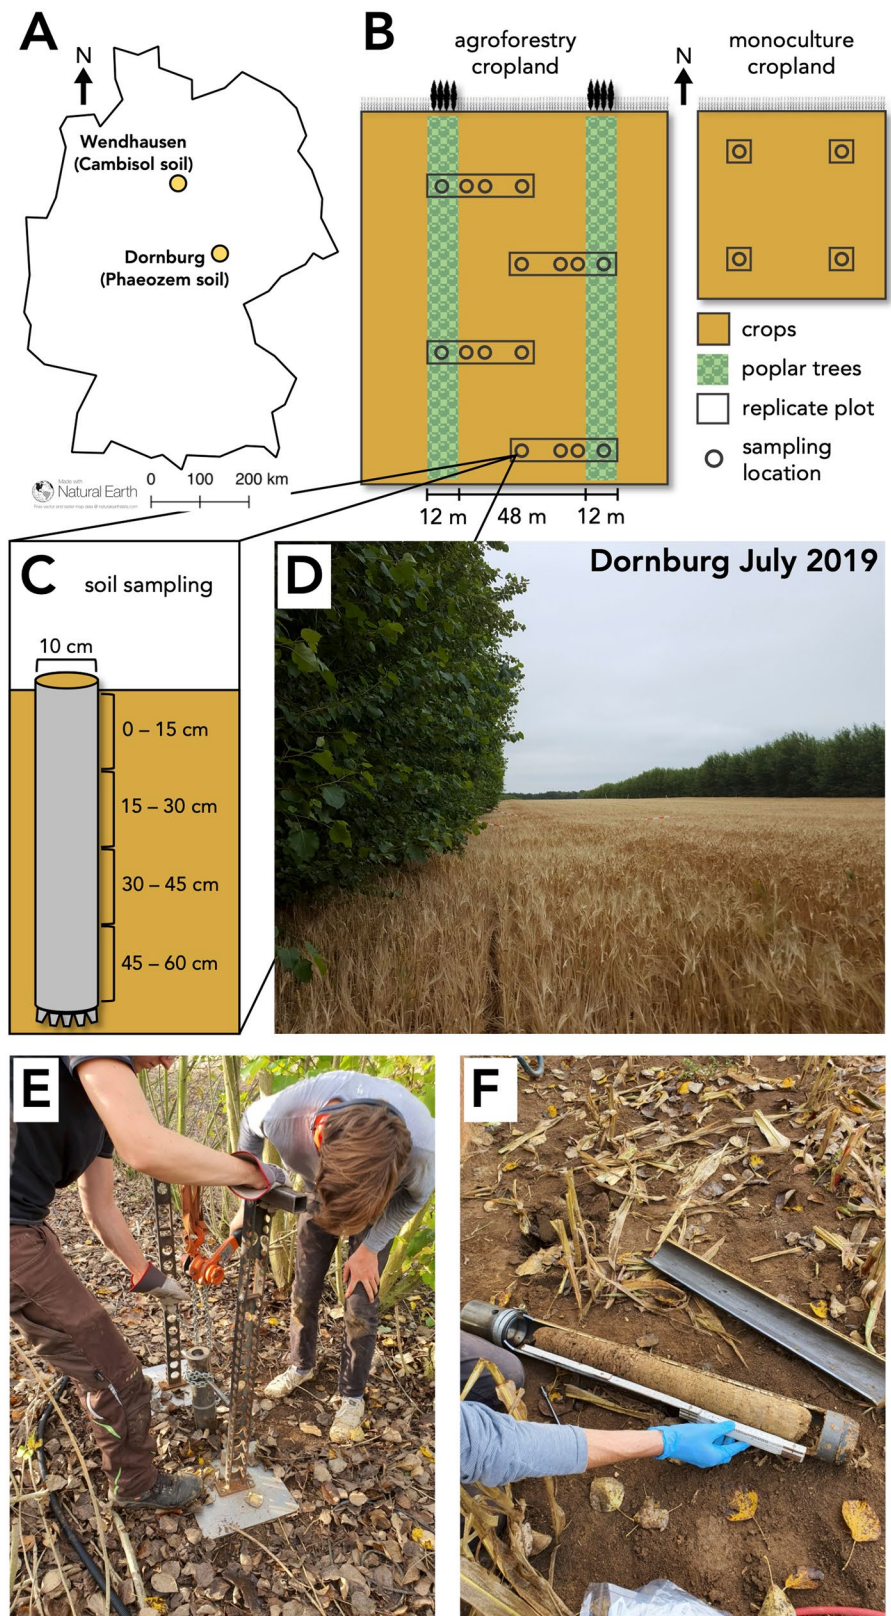 A
N
Wendhausen
(Cambisol soil)
Dornburg
(Phaeozem soil)
Made with
Natural Earth
0 100 200 km
B
agroforestry
cropland
N
monoculture
cropland
crops
poplar trees
replicate plot
sampling
location
12 m 48 m 12 m
C
soil sampling
10 cm
0 – 15 cm
15 – 30 cm
30 – 45 cm
45 – 60 cm
D
Dornburg July 2019
E
F